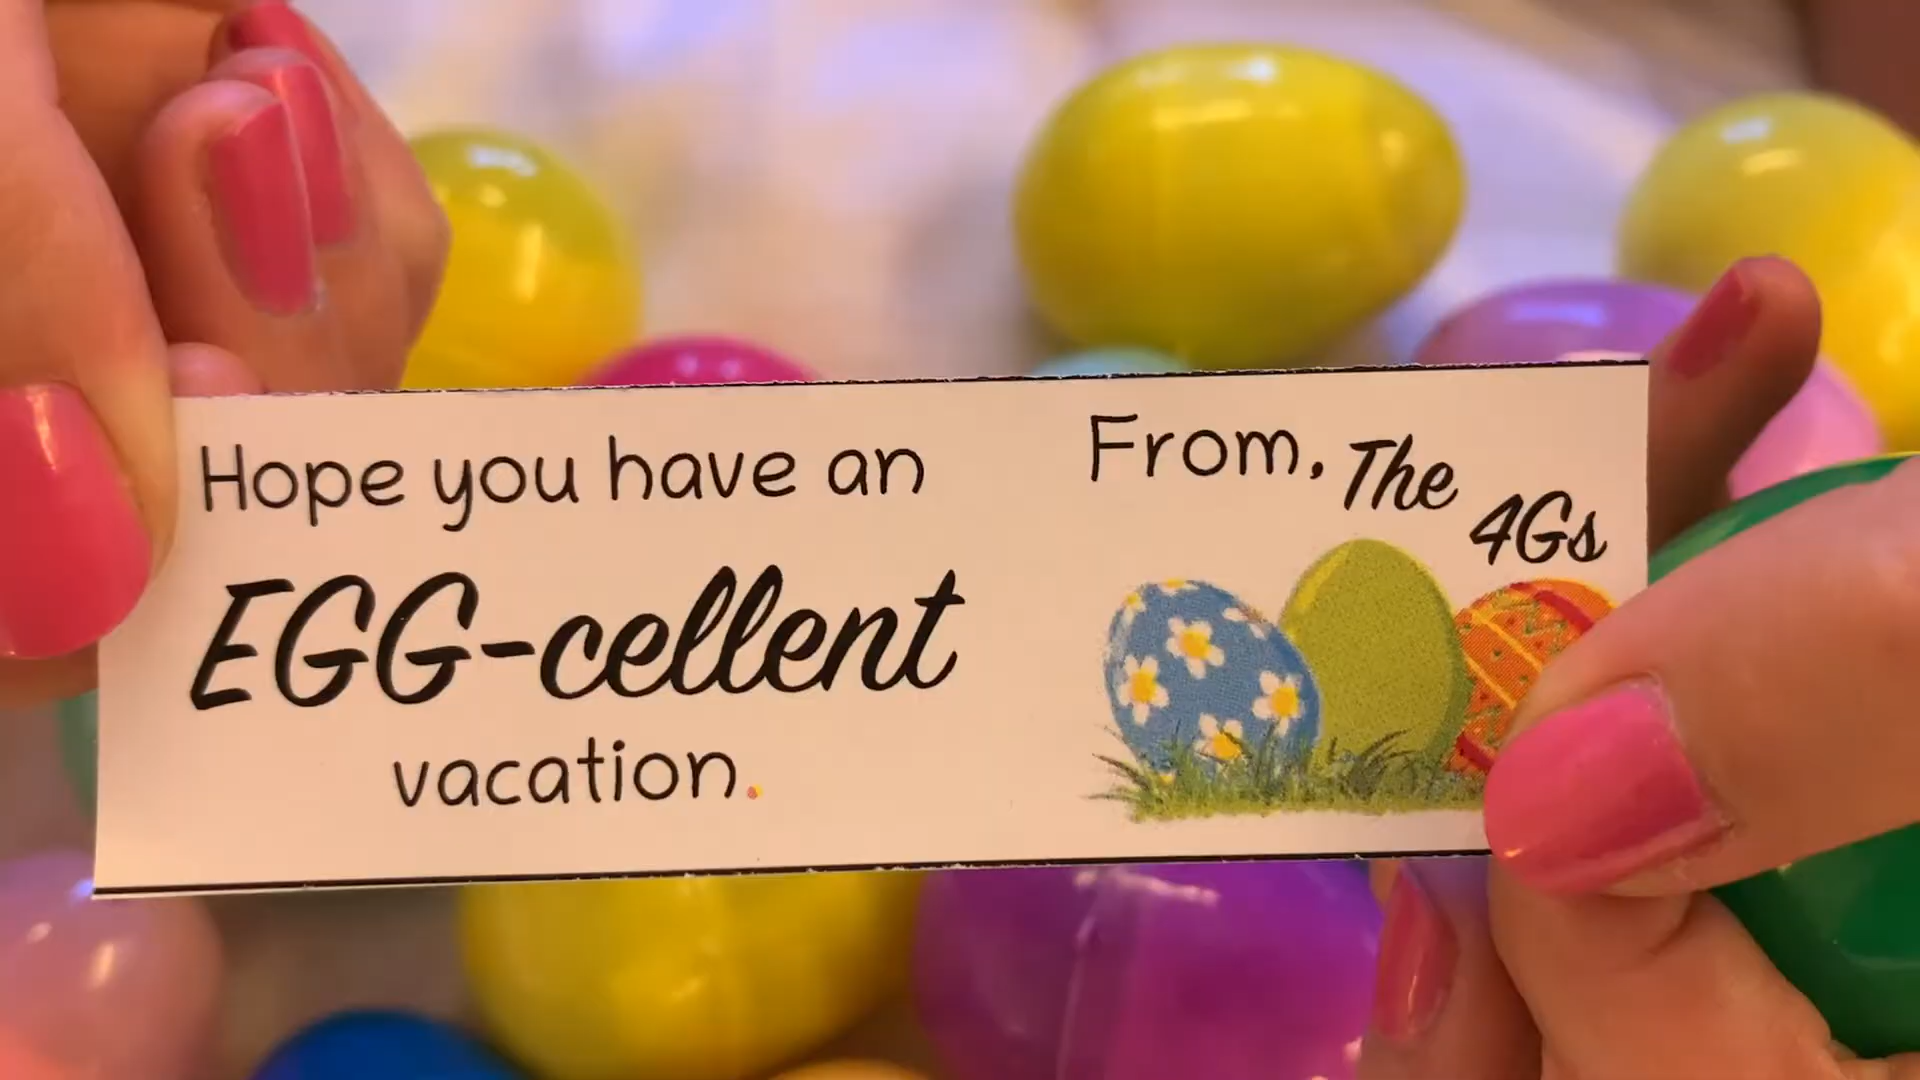 Hope you have an
EGG-cellent
vacation.
From, The
4Gs